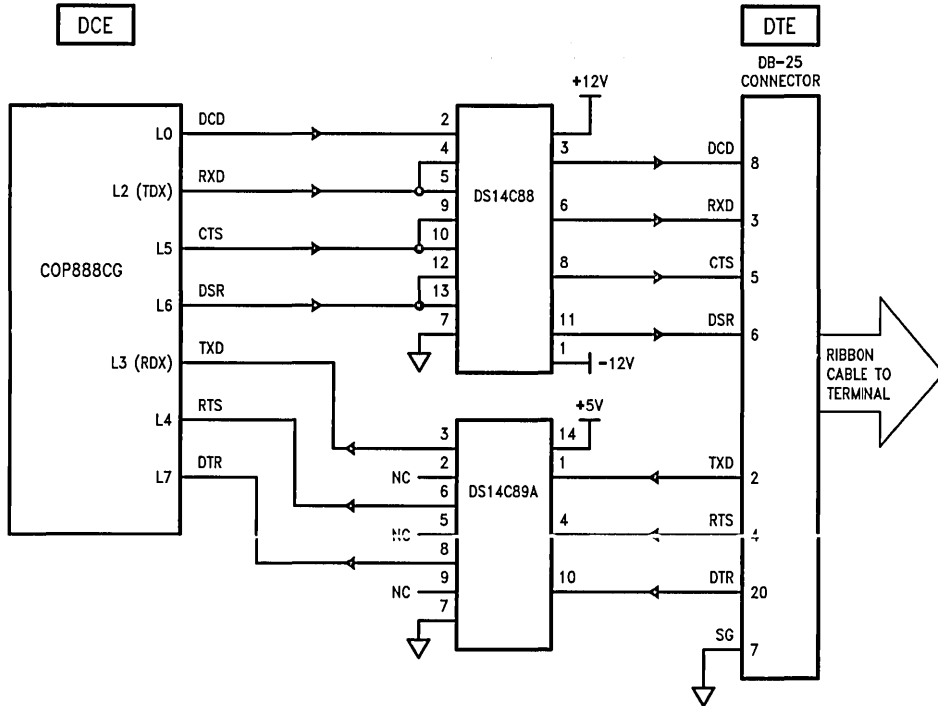 DCE
DTE
DB-25
CONNECTOR
+12V
L0 DCD 2 3 DCD 8
4
L2 (TDX) RXD 5 DS14C88 6 RXD 3
9
L5 CTS 10 8 CTS 5
COP888CG
12
L6 DSR 13 11 DSR 6
7 1 -12V
L3 (RDX) TXD
RIBBON
CABLE TO
TERMINAL
L4 RTS
+5V
3 14
L7 DTR
NC 2 DS14C89A 1 TXD 2
6
NC 5 4 RTS 4
8
NC 9 10 DTR 20
7
SG 7